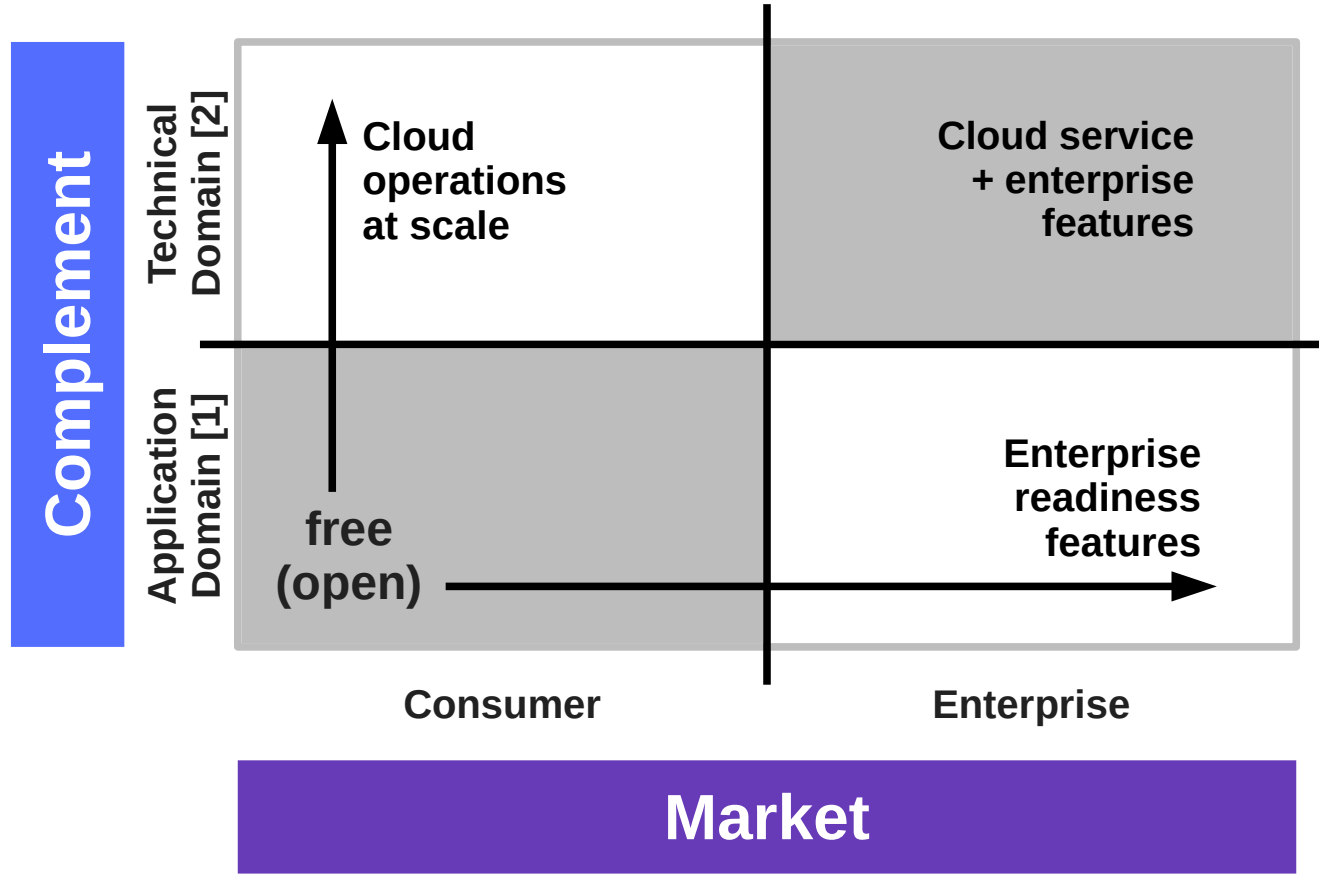 Complement
Technical
Domain [2]
Application
Domain [1]
Cloud
operations
at scale
Cloud service
+ enterprise
features
free
(open)
Enterprise
readiness
features
Consumer
Enterprise
Market